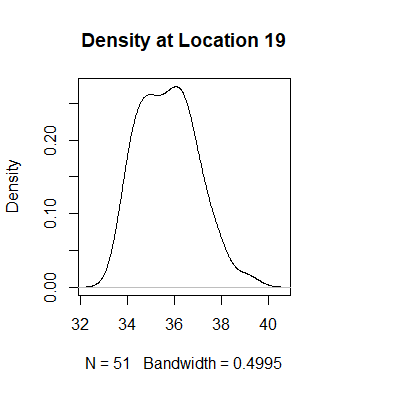 Density at Location 19
Density
0.20
0.10
0.00
32 34 36 38 40
N = 51 Bandwidth = 0.4995